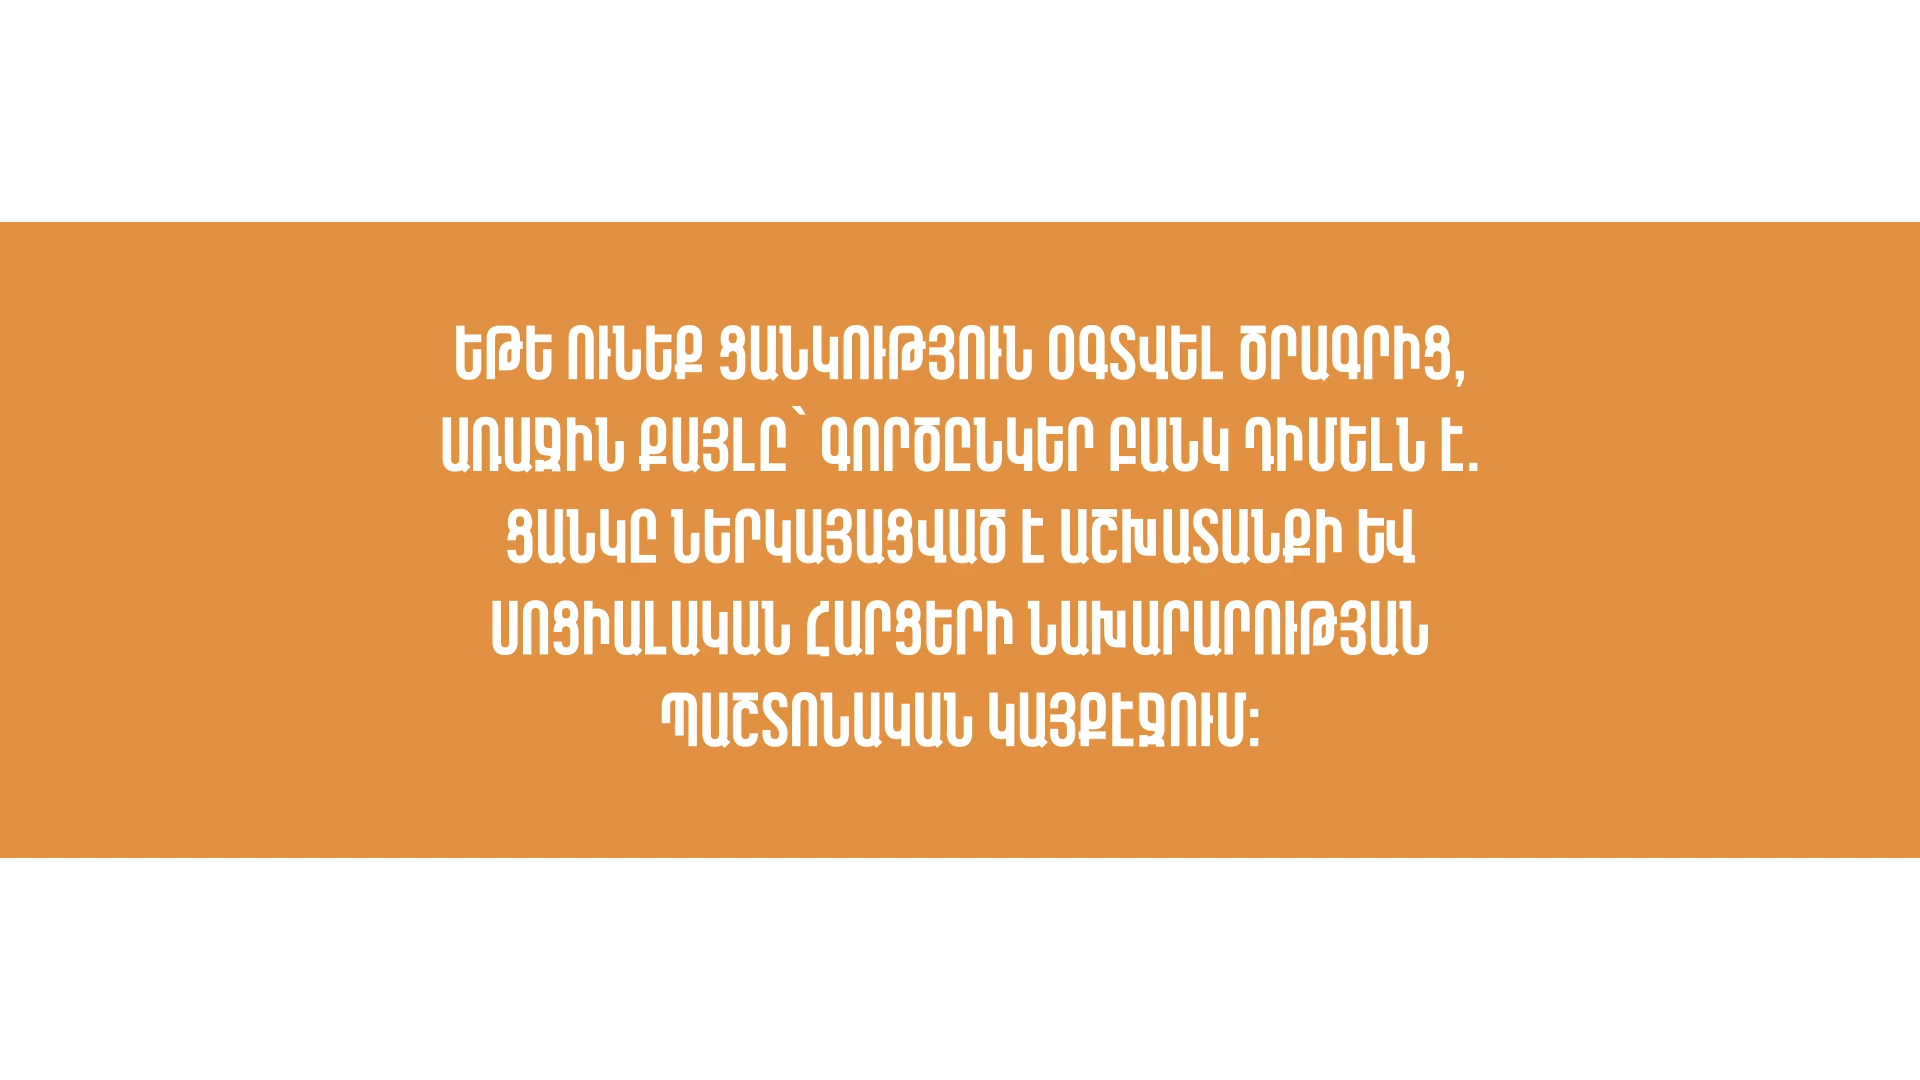 ԵԹԵ ՈՒՆԵՔ ՑԱՆԿՈՒԹՅՈՒՆ ՕԳՏՎԵԼ ԾՐԱԳՐԻՑ,
ԱՌԱՋԻՆ ՔԱՅԼԸ՝ ԳՈՐԾԸՆԿԵՐ ԲԱՆԿ ԴԻՄԵԼՆ Է.
ՑԱՆԿԸ ՆԵՐԿԱՅԱՑՎԱԾ Է ԱՇԽԱՏԱՆՔԻ ԵՎ
ՍՈՑԻԱԼԱԿԱՆ ՀԱՐՑԵՐԻ ՆԱԽԱՐԱՐՈՒԹՅԱՆ
ՊԱՇՏՈՆԱԿԱՆ ԿԱՅՔԷՋՈՒՄ: